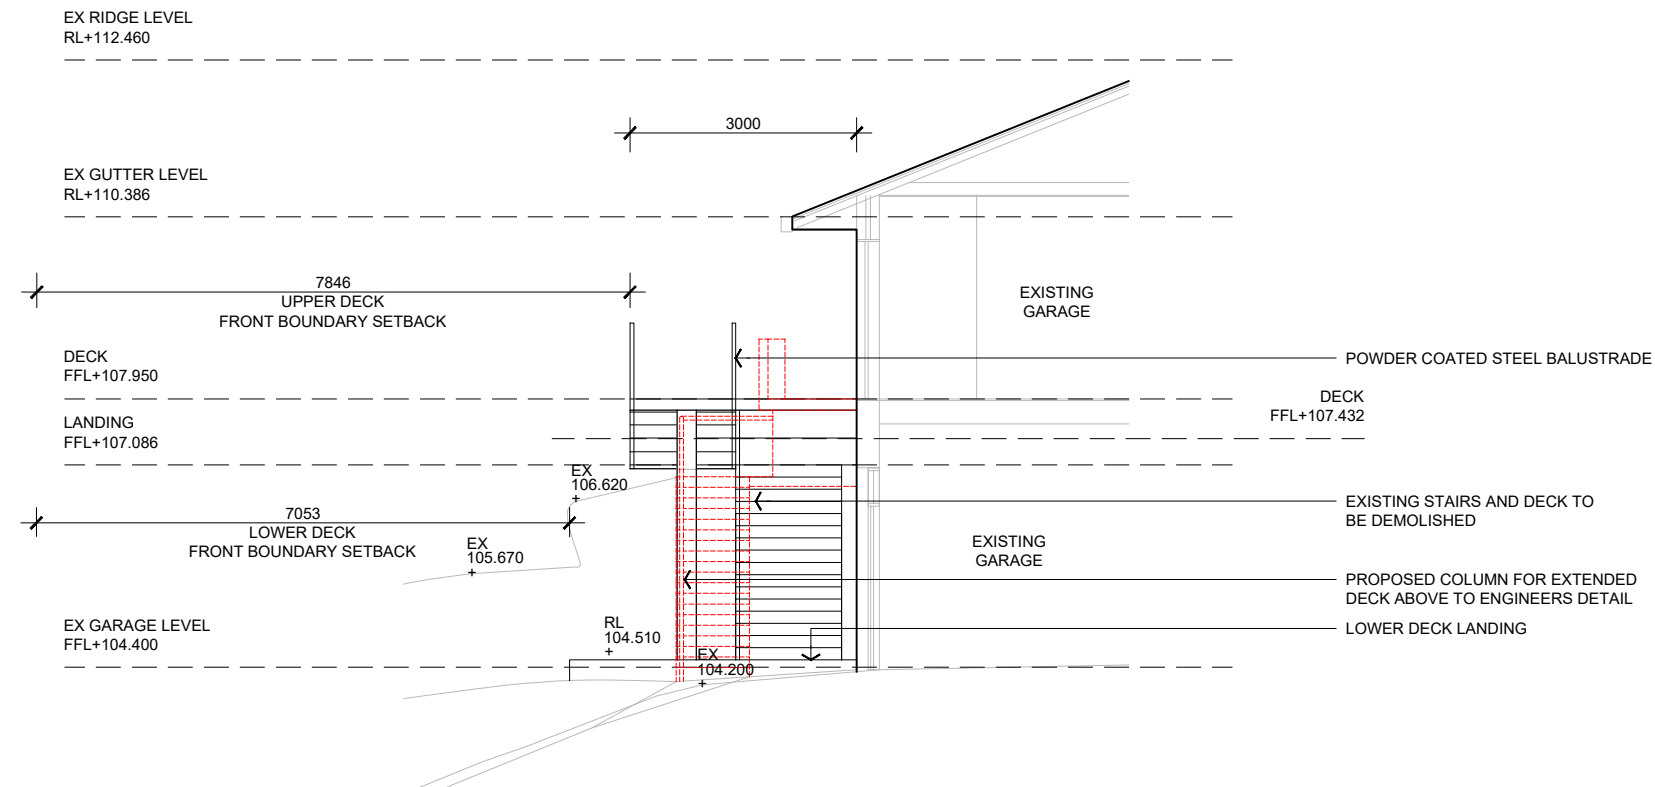 EX RIDGE LEVEL
RL+112.460
3000
EX GUTTER LEVEL
RL+110.386
7846
UPPER DECK
FRONT BOUNDARY SETBACK
EXISTING
GARAGE
DECK
FFL+107.950
POWDER COATED STEEL BALUSTRADE
DECK
FFL+107.432
LANDING
FFL+107.086
EX
106.620
7053
LOWER DECK
FRONT BOUNDARY SETBACK
EX
105.670
EXISTING STAIRS AND DECK TO
BE DEMOLISHED
EXISTING
GARAGE
PROPOSED COLUMN FOR EXTENDED
DECK ABOVE TO ENGINEERS DETAIL
EX GARAGE LEVEL
FFL+104.400
RL
104.510
LOWER DECK LANDING
EX
104.200